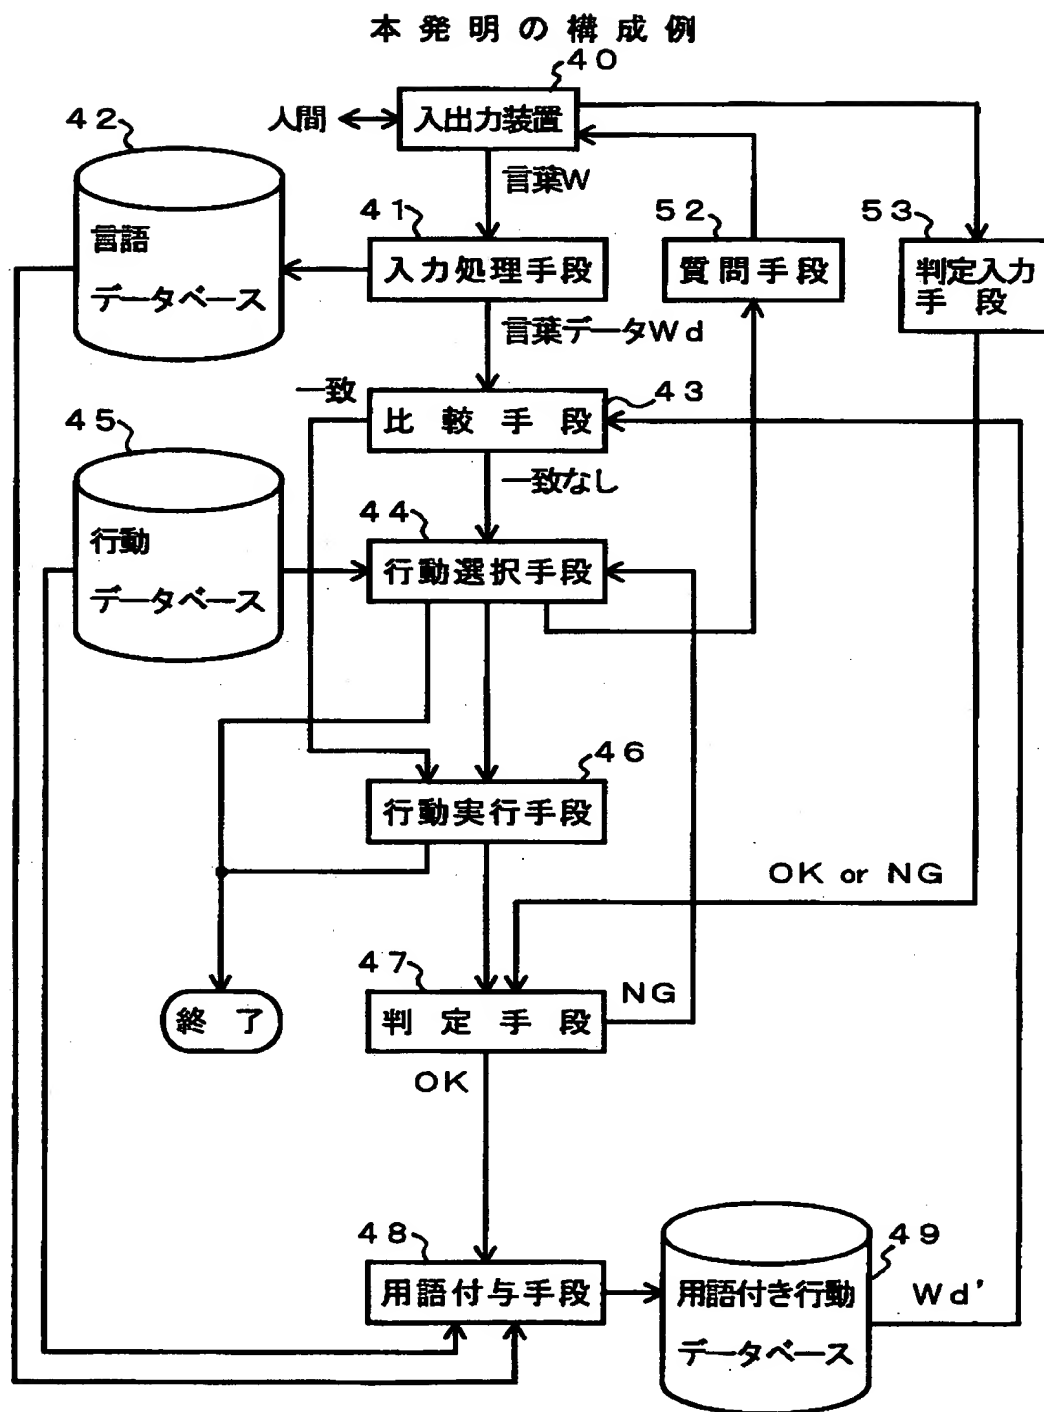 本発明の構成例
40
人間
入出力装置
42
言葉W
41
52
53
言語
データベース
入力処理手段
質問手段
判定入力
手段
言葉データWd
一致
43
比較手段
45
一致なし
44
行動
データベース
行動選択手段
46
行動実行手段
OK or NG
47
NG
終了
判定手段
OK
48
49
用語付与手段
用語付き行動
データベース
Wd'